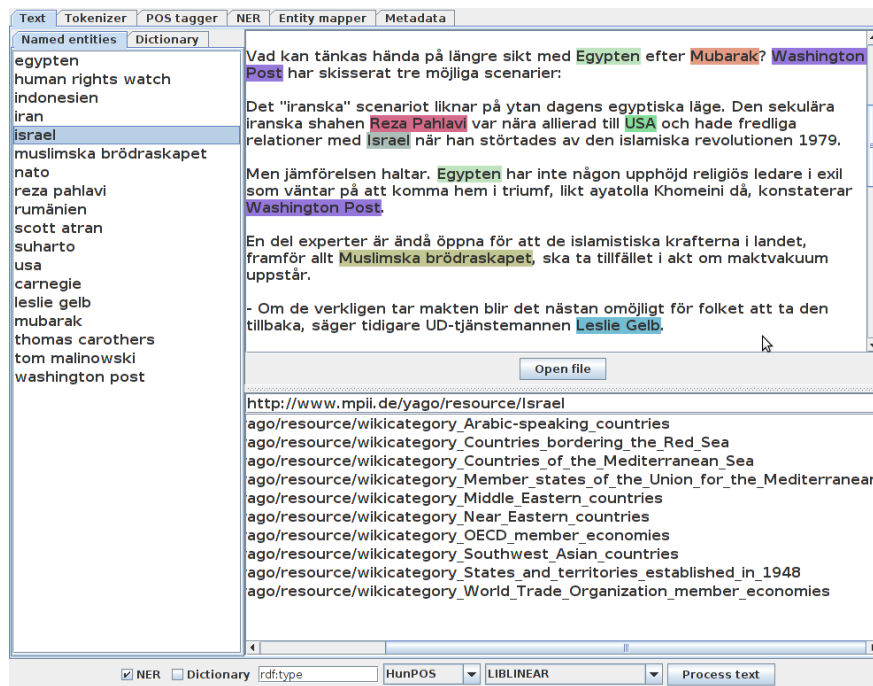 Text Tokenizer POS tagger NER Entity mapper Metadata
Named entities Dictionary
egypten
human rights watch
indonesien
iran
israel
muslimska brödraskapet
nato
reza pahlavi
rumänien
scott atran
suharto
usa
carnegie
leslie gelb
mubarak
thomas carothers
tom malinowski
washington post
Vad kan tänkas hända på längre sikt med Egypten efter Mubarak? Washington
Post har skisserat tre möjliga scenarier:
Det "iranska" scenariot liknar på ytan dagens egyptiska läge. Den sekulära
iranska shahen Reza Pahlavi var nära allierad till USA och hade fredliga
relationer med Israel när han störtades av den islamiska revolutionen 1979.
Men jämförelsen haltar. Egypten har inte någon upphöjd religiös ledare i exil
som väntar på att komma hem i triumf, likt ayatolla Khomeini då, konstaterar
Washington Post.
En del experter är ändå öppna för att de islamistiska krafterna i landet,
framför allt Muslimska brödraskapet, ska ta tillfället i akt om maktvakuum
uppstår.
- Om de verkligen tar makten blir det nästan omöjligt för folket att ta den
tillbaka, säger tidigare UD-tjänstemannen Leslie Gelb.
Open file
http://www.mpii.de/yago/resource/Israel
ago/resource/wikicategory_Arabic-speaking_countries
ago/resource/wikicategory_Countries_bordering_the_Red_Sea
ago/resource/wikicategory_Countries_of_the_Mediterranean_Sea
ago/resource/wikicategory_Member_states_of_the_Union_for_the_Mediterranean
ago/resource/wikicategory_Middle_Eastern_countries
ago/resource/wikicategory_Near_Eastern_countries
ago/resource/wikicategory_OECD_member_economies
ago/resource/wikicategory_Southwest_Asian_countries
ago/resource/wikicategory_States_and_territories_established_in_1948
ago/resource/wikicategory_World_Trade_Organization_member_economies
NER Dictionary rdf:type HunPOS LIBLINEAR Process text